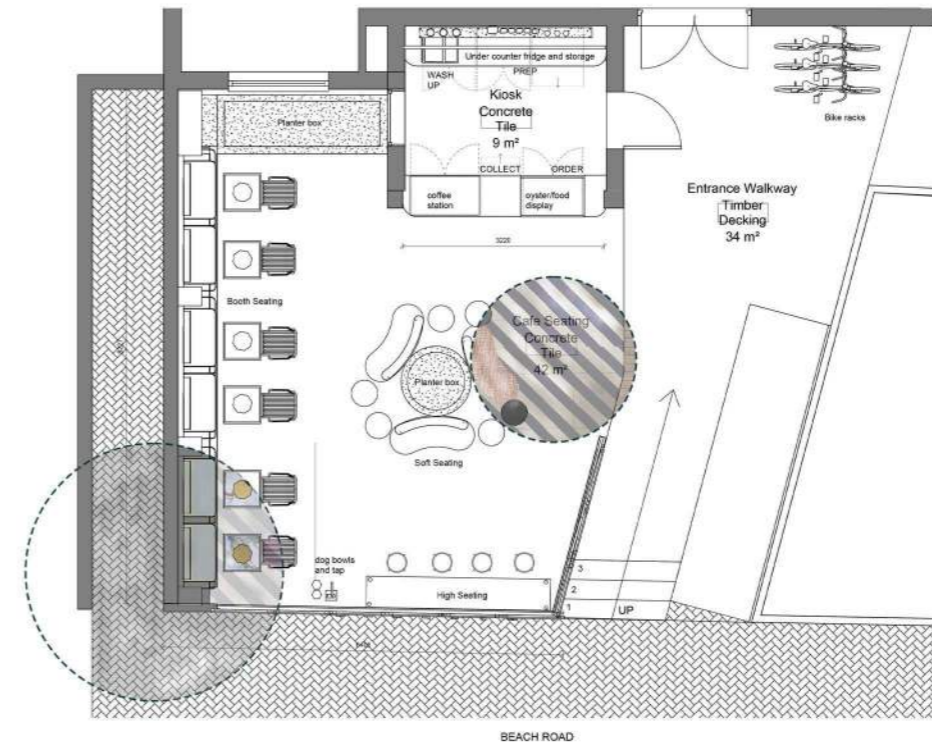 Under counter fridge and storage
WASH
UP
PREP
Kiosk
Concrete
Tile
9 m²
Planter box
Bike racks
COLLECT
ORDER
coffee
station
oyster/food
display
Entrance Walkway
Timber
Decking
34 m²
3226
Booth Seating
Cafe Seating
Concrete
Tile
42 m²
Planter box
Soft Seating
dog bowls
and tap
High Seating
3
2
1
UP
BEACH ROAD